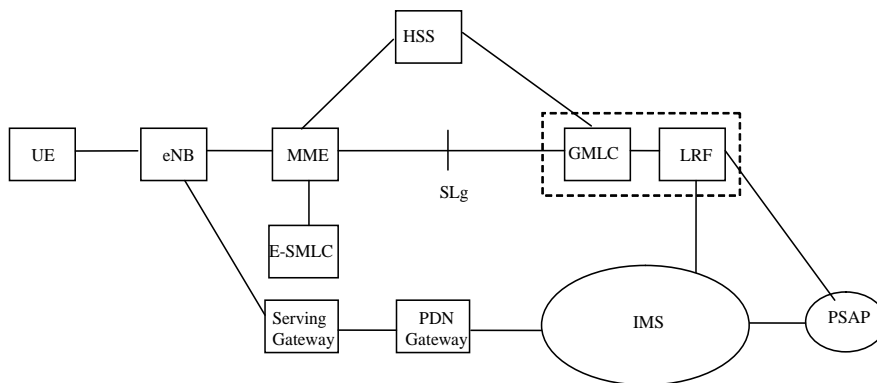 HSS
UE
eNB
MME
GMLC
LRF
SLg
E-SMLC
Serving
Gateway
PDN
Gateway
IMS
PSAP